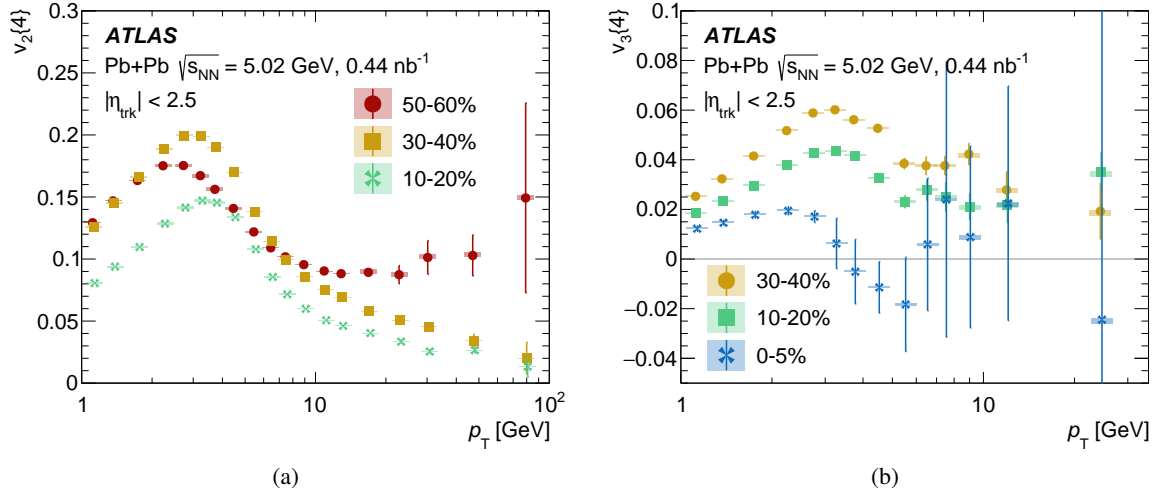 v₂{4}
0.3
0.25
0.2
0.15
0.1
0.05
0
ATLAS
Pb+Pb √sNN = 5.02 GeV, 0.44 nb⁻¹
|ηtrk| < 2.5
50-60%
30-40%
10-20%
1 10 10²
pT [GeV]
(a)
v₃{4}
0.1
0.08
0.06
0.04
0.02
0
−0.02
−0.04
ATLAS
Pb+Pb √sNN = 5.02 GeV, 0.44 nb⁻¹
|ηtrk| < 2.5
30-40%
10-20%
0-5%
1 10
pT [GeV]
(b)